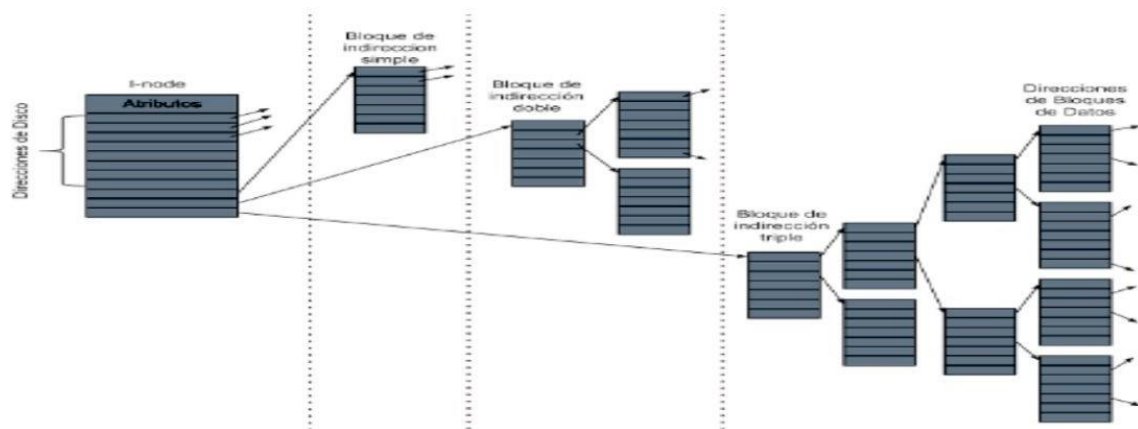 I-node
Atributos
Direcciones de Disco
Bloque de
indireccion
simple
Bloque de
indirección
doble
Bloque de
indirección
triple
Direcciones
de Bloques
de Datos